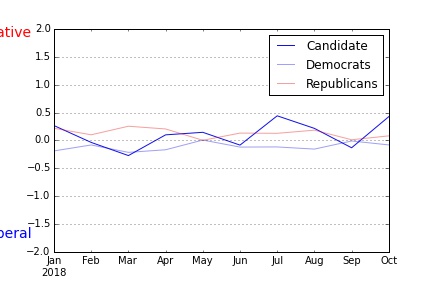 ative
2.0
1.5
1.0
0.5
0.0
−0.5
−1.0
−1.5
−2.0
beral
Candidate
Democrats
Republicans
Jan Feb Mar Apr May Jun Jul Aug Sep Oct
2018